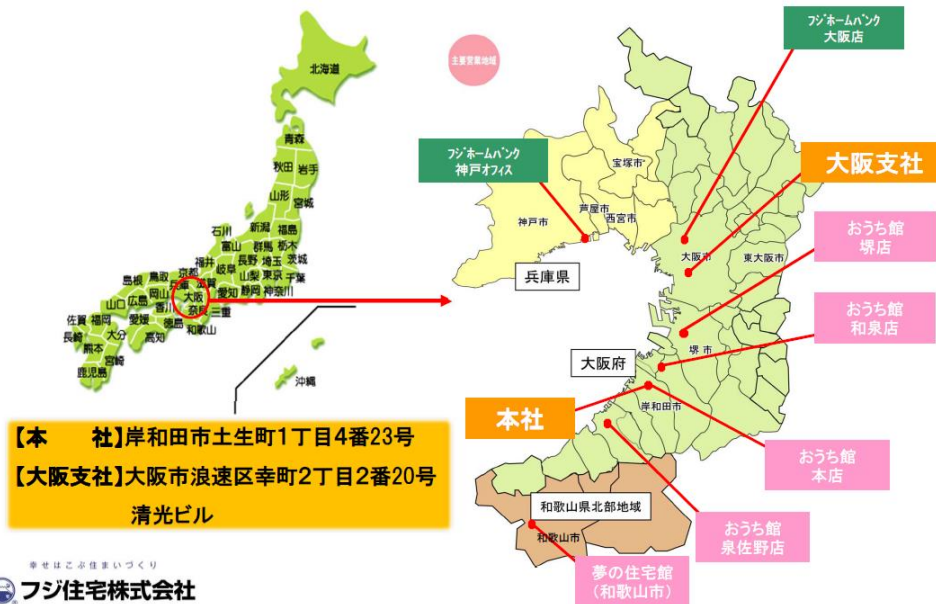 北海道
青森
秋田
岩手
山形
宮城
石川
新潟
福島
富山
群馬
栃木
福井
長野
埼玉
茨城
岐阜
山梨
東京
千葉
島根
鳥取
京都
兵庫
滋賀
愛知
静岡
神奈川
山口
広島
岡山
大阪
香川
奈良
三重
佐賀
福岡
愛媛
徳島
和歌山
長崎
大分
高知
熊本
宮崎
鹿児島
沖縄
主要営業地域
フジホームバンク
大阪店
フジホームバンク
神戸オフィス
宝塚市
大阪支社
芦屋市
西宮市
神戸市
おうち館
堺店
大阪市
東大阪市
兵庫県
おうち館
和泉店
堺市
大阪府
本社
岸和田市
おうち館
本店
和歌山県北部地域
おうち館
泉佐野店
和歌山市
夢の住宅館
(和歌山市)
【本　社】岸和田市土生町1丁目4番23号
【大阪支社】大阪市浪速区幸町2丁目2番20号
清光ビル
幸せはこぶ住まいづくり
フジ住宅株式会社